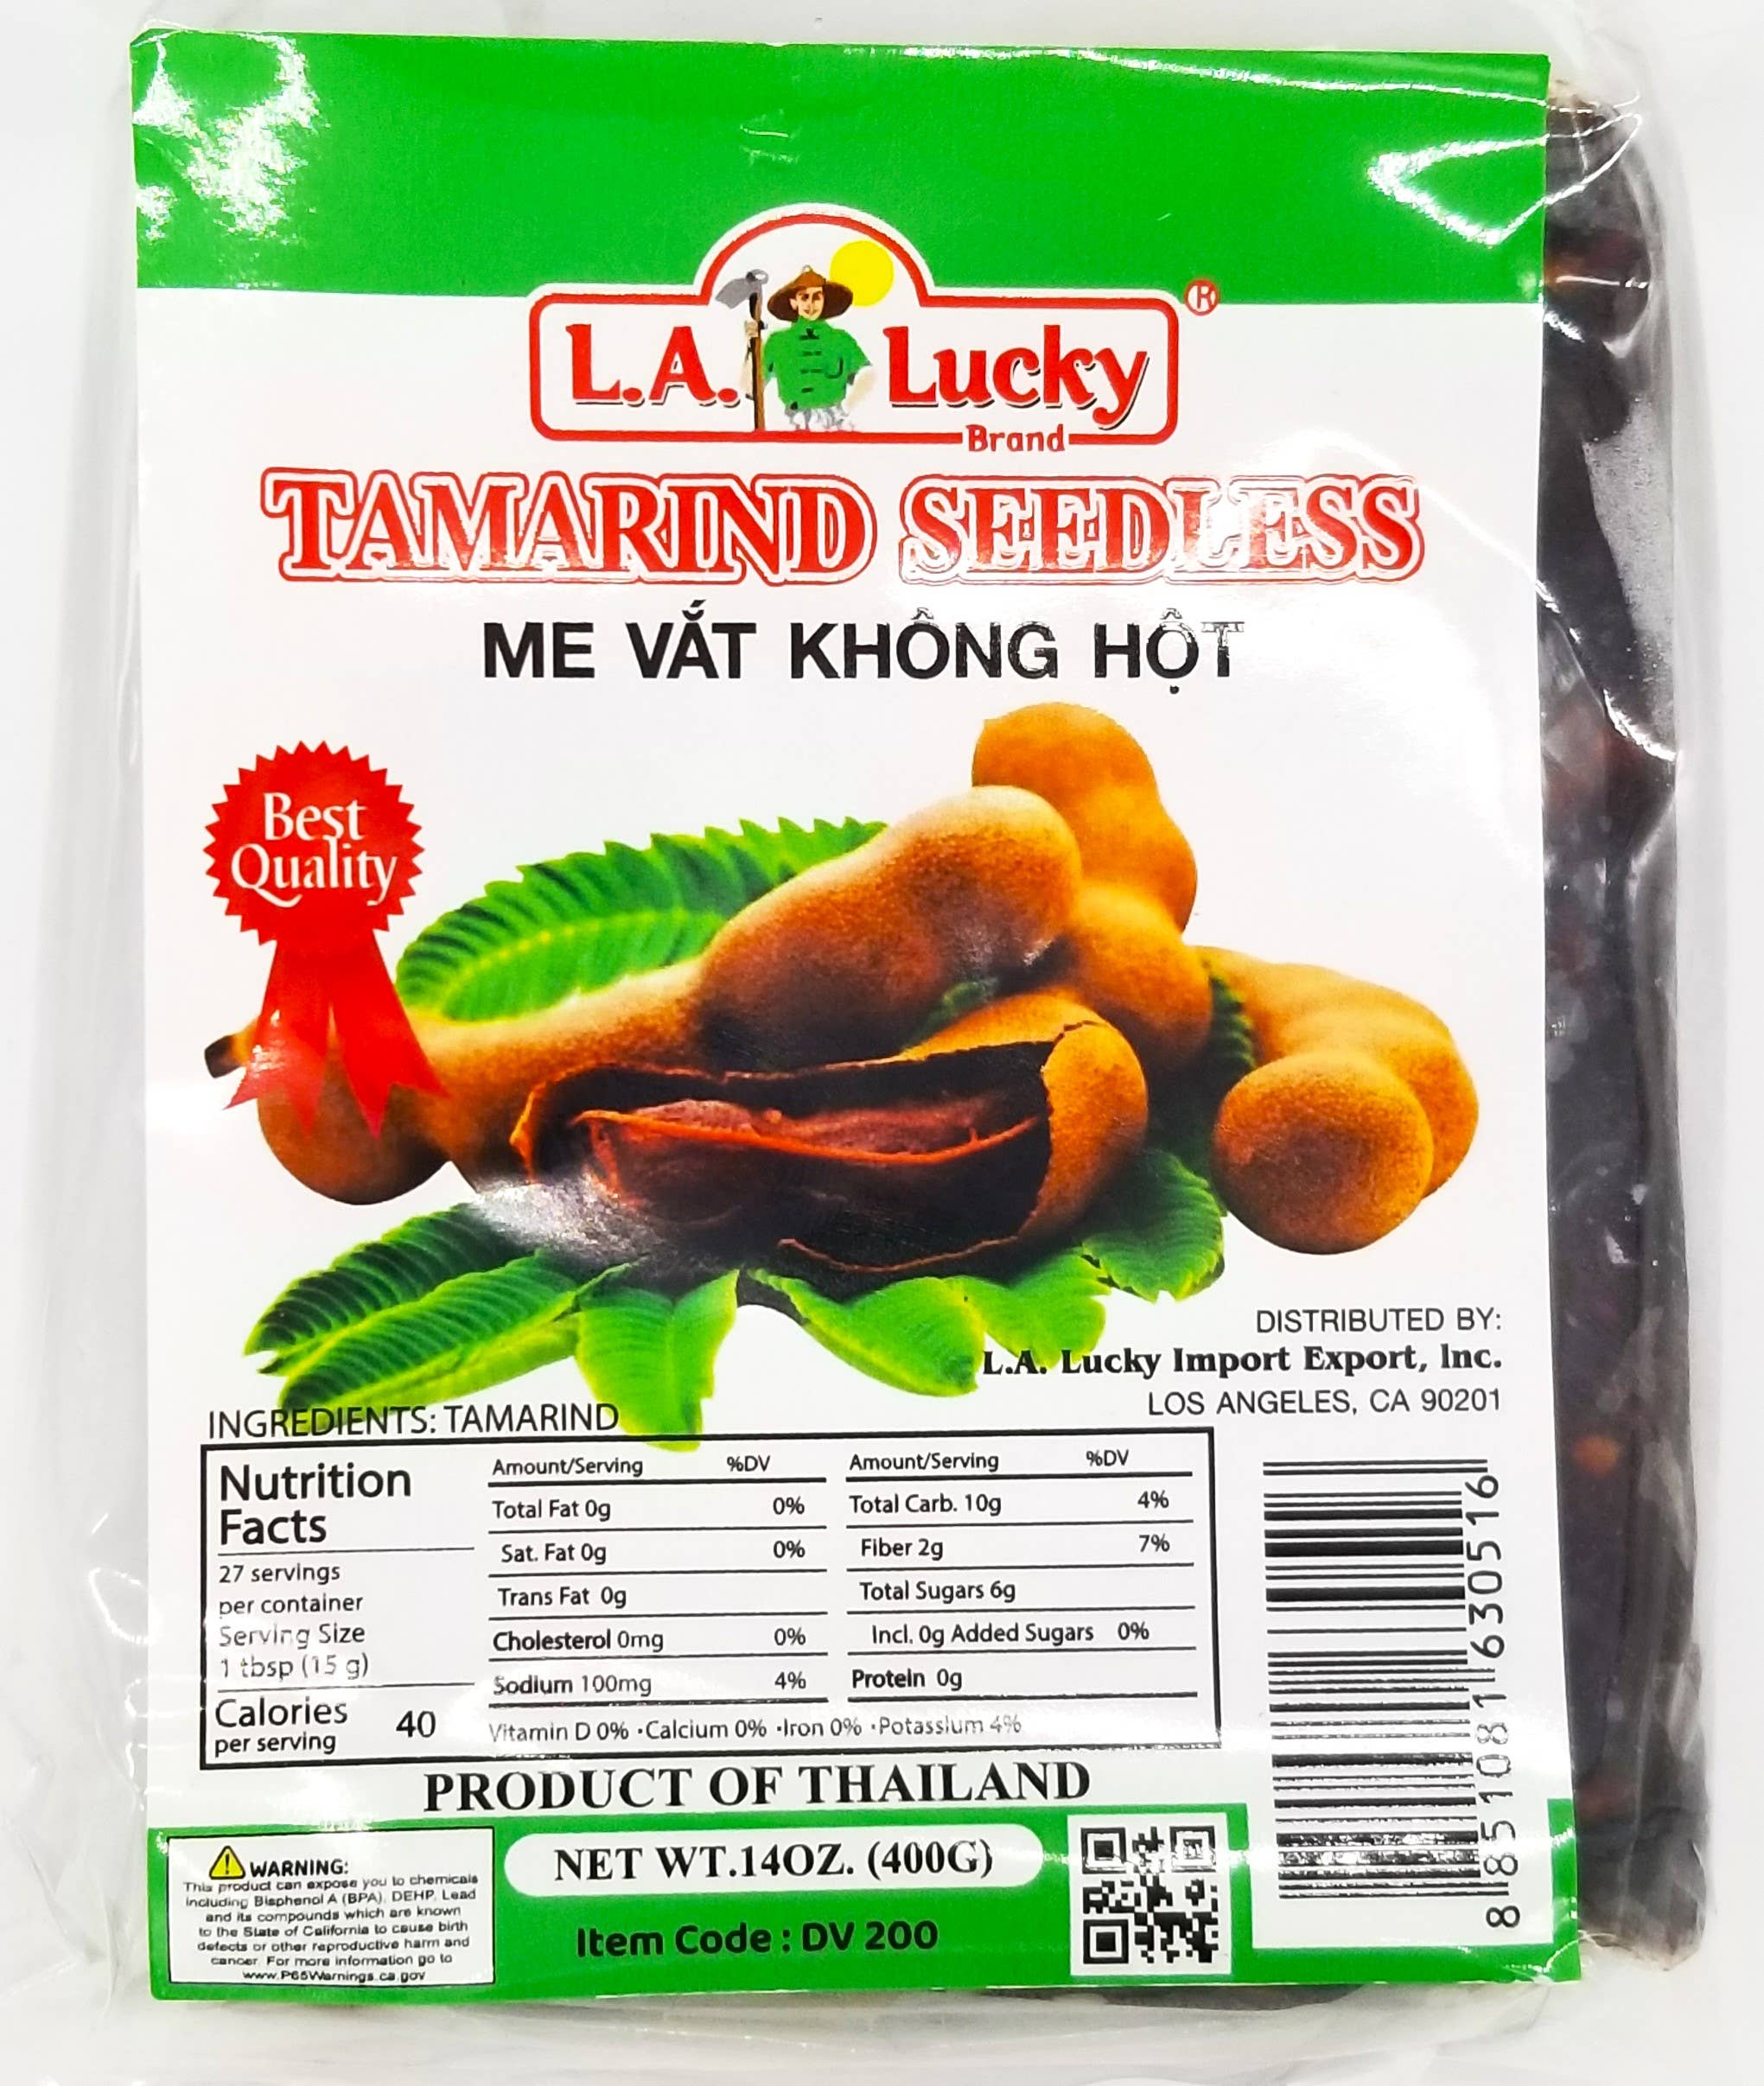 L.A. Lucky ®
Brand
TAMARIND SEEDLESS
ME VẮT KHÔNG HỘT
Best
Quality
DISTRIBUTED BY:
L.A. Lucky Import Export, Inc.
LOS ANGELES, CA 90201
INGREDIENTS: TAMARIND
Nutrition
Facts
27 servings
per container
Serving Size
1 tbsp (15 g)
Calories 40
per serving
Amount/Serving %DV
Total Fat 0g 0%
Sat. Fat 0g 0%
Trans Fat 0g
Cholesterol 0mg 0%
Sodium 100mg 4%
Amount/Serving %DV
Total Carb. 10g 4%
Fiber 2g 7%
Total Sugars 6g
Incl. 0g Added Sugars 0%
Protein 0g
Vitamin D 0% •Calcium 0% •Iron 0% •Potassium 4%
8 851081 630516
PRODUCT OF THAILAND
WARNING:
This product can expose you to chemicals
including Bisphenol A (BPA), DEHP, Lead
and its compounds which are known
to the State of California to cause birth
defects or other reproductive harm and
cancer. For more information go to
www.P65Warnings.ca.gov
NET WT.14OZ. (400G)
Item Code : DV 200